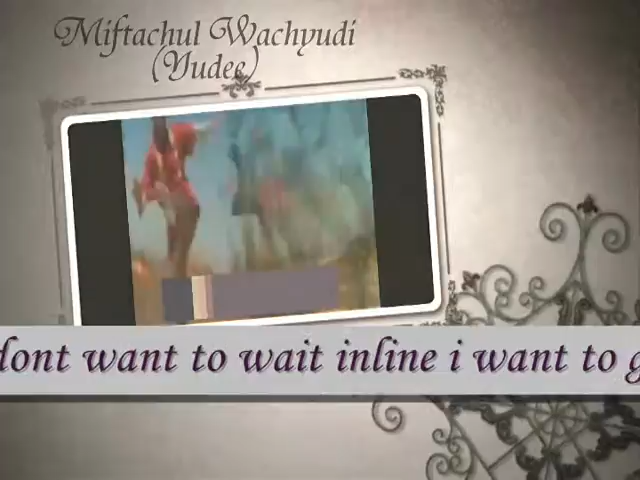 Miftachul Wachyudi
(Yudee)
dont want to wait inline i want to g